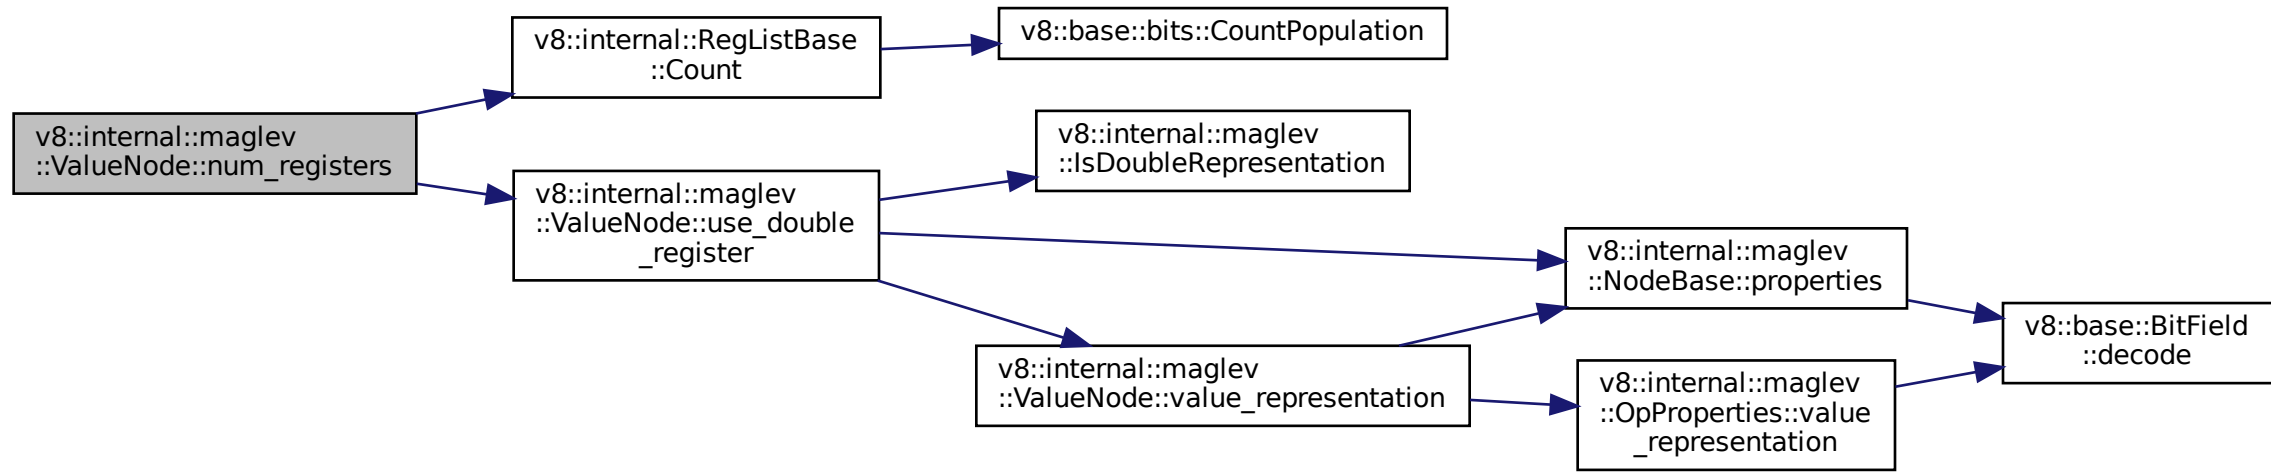 v8::internal::maglev
::ValueNode::num_registers
v8::internal::RegListBase
::Count
v8::base::bits::CountPopulation
v8::internal::maglev
::ValueNode::use_double
_register
v8::internal::maglev
::IsDoubleRepresentation
v8::internal::maglev
::NodeBase::properties
v8::internal::maglev
::ValueNode::value_representation
v8::internal::maglev
::OpProperties::value
_representation
v8::base::BitField
::decode